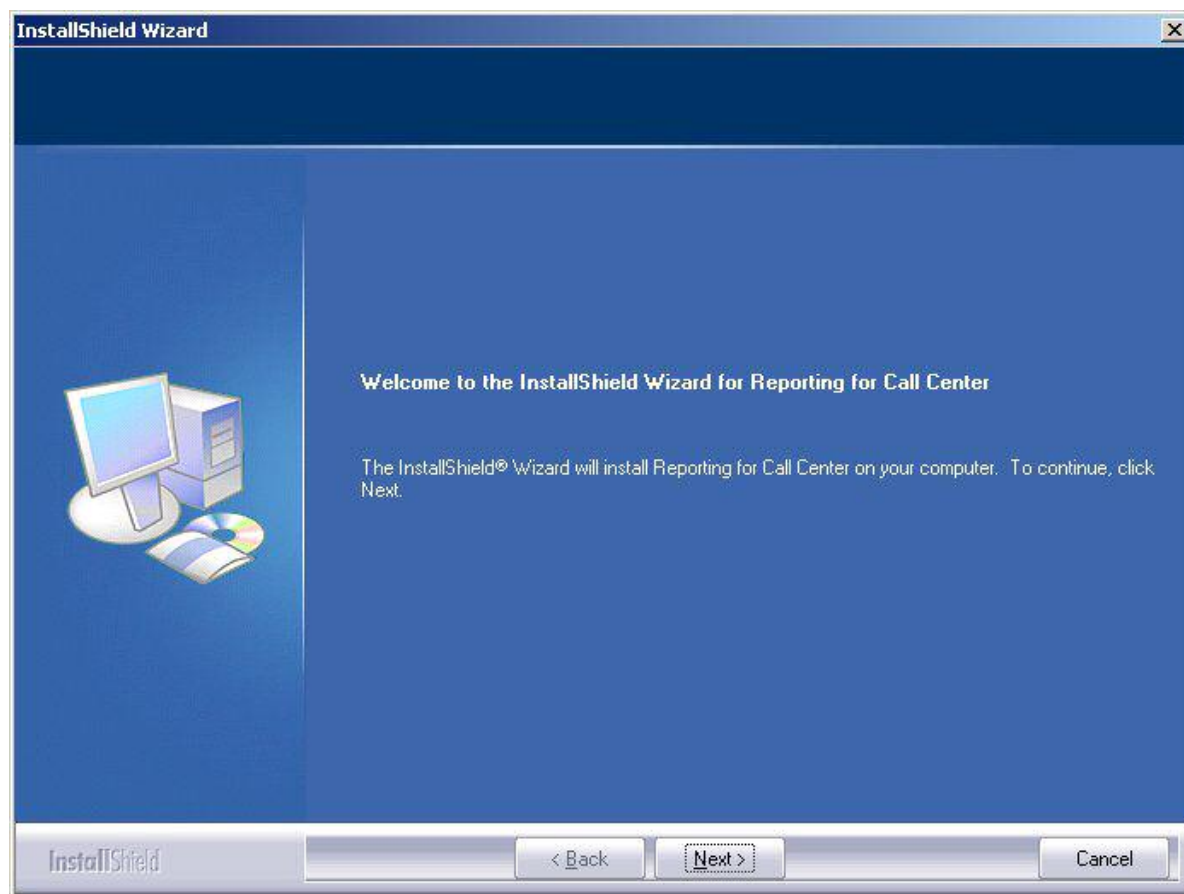 InstallShield Wizard
Welcome to the InstallShield Wizard for Reporting for Call Center
The InstallShield® Wizard will install Reporting for Call Center on your computer. To continue, click
Next.
InstallShield
< Back
Next >
Cancel